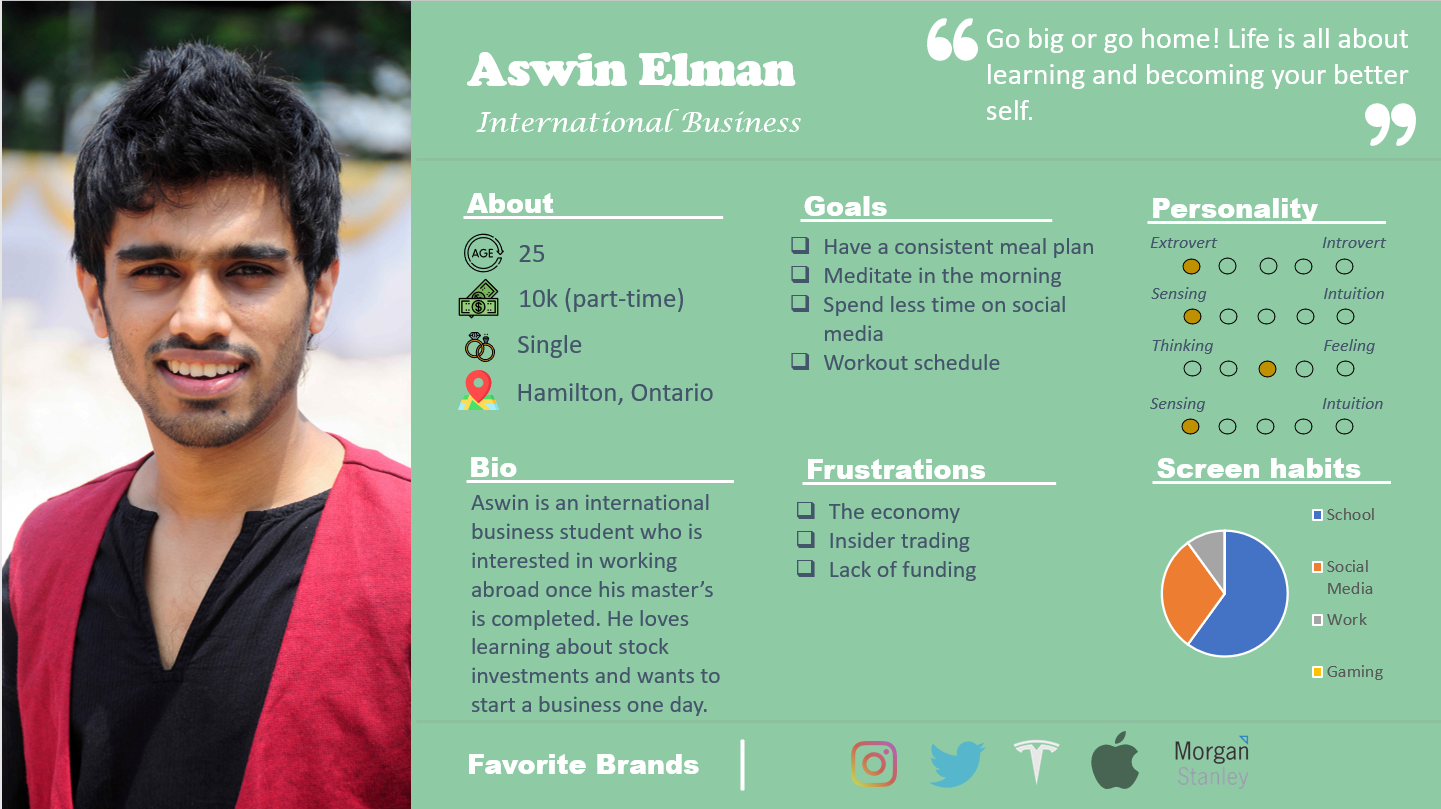 Aswin Elman
International Business
Go big or go home! Life is all about
learning and becoming your better
self.
About
AGE
25
10k (part-time)
Single
Hamilton, Ontario
Goals
Have a consistent meal plan
Meditate in the morning
Spend less time on social
media
Workout schedule
Personality
Extrovert Introvert
Sensing Intuition
Thinking Feeling
Sensing Intuition
Bio
Aswin is an international
business student who is
interested in working
abroad once his master’s
is completed. He loves
learning about stock
investments and wants to
start a business one day.
Frustrations
The economy
Insider trading
Lack of funding
Screen habits
School
Social
Media
Work
Gaming
Favorite Brands
Morgan
Stanley